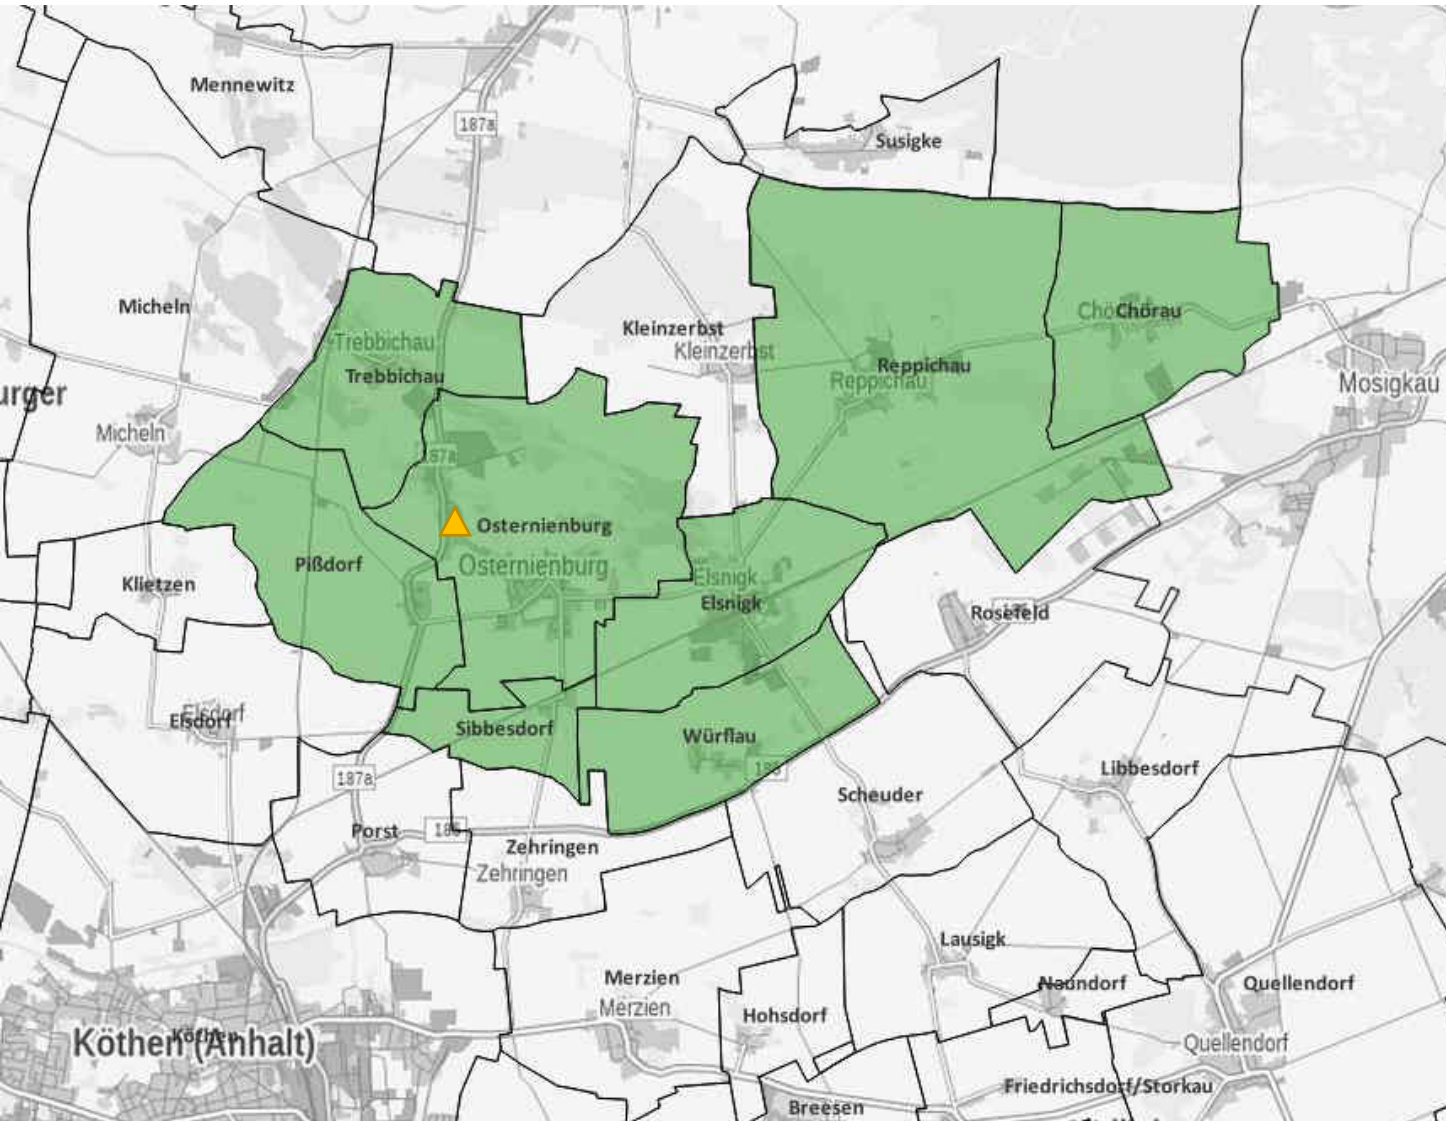 Mennewitz
187a
Susigke
Micheln
Trebbichau
Trebbichau
Kleinzerbst
Kleinzerbst
Chörau
Reppichau
Reppichau
Mosigkau
urger
Micheln
187a
Osternienburg
Osternienburg
Pißdorf
Klietzen
Elsnigk
Elsnigk
Rosefeld
Elsdorf
Elsdorf
Sibbesdorf
Würflau
187a
185
Libbesdorf
Scheuder
Porst
185
Zehringen
Zehringen
Lausigk
Merzien
Merzien
Naundorf
Quellendorf
Hohsdorf
Köthen
Köthen (Anhalt)
Quellendorf
Friedrichsdorf/Storkau
Breesen